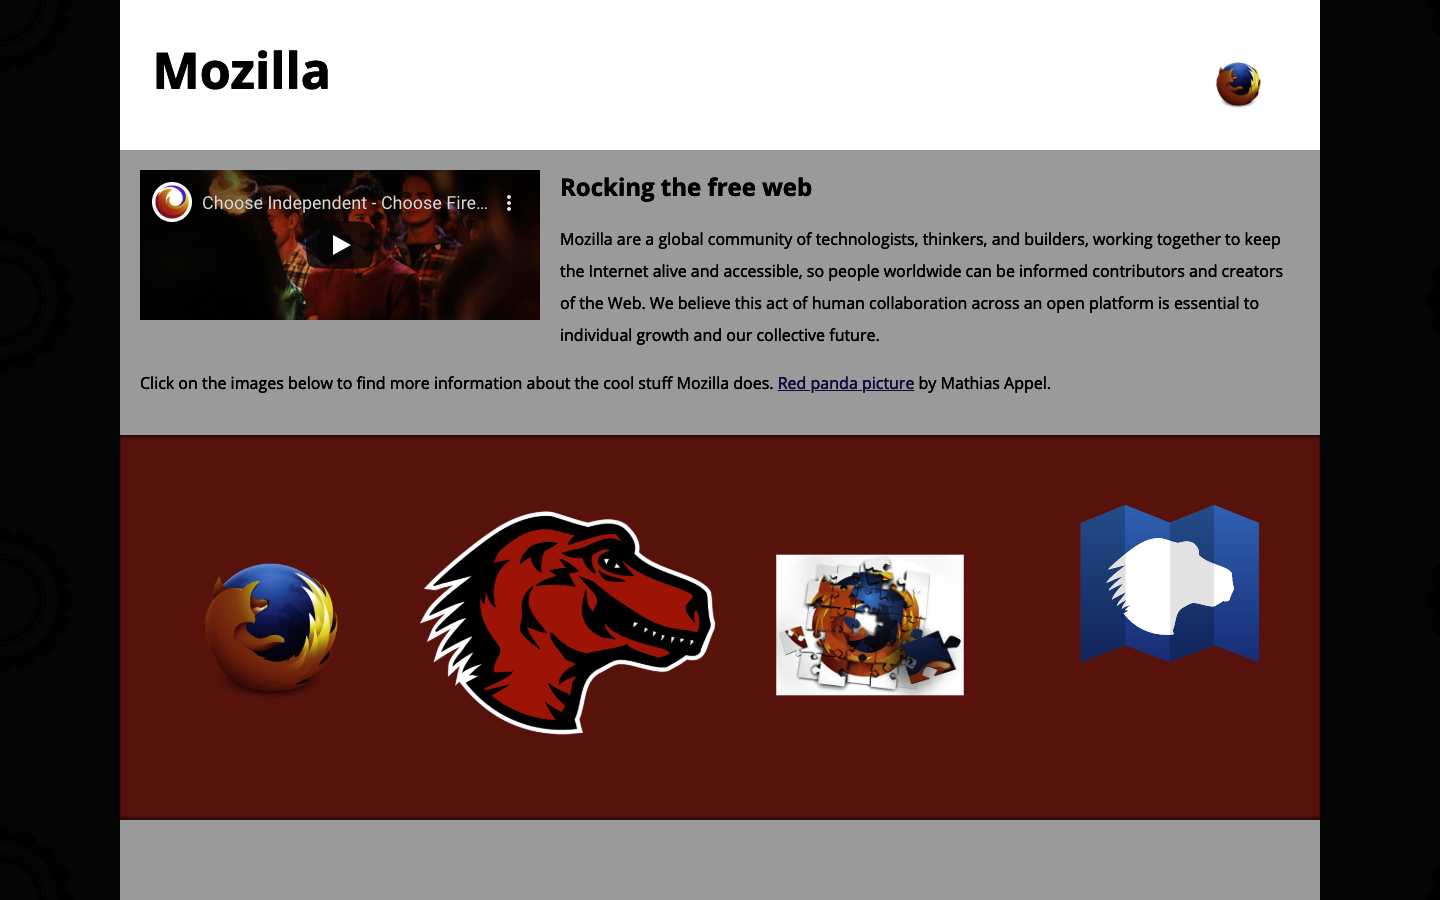 Mozilla
Choose Independent - Choose Fire...
Rocking the free web
Mozilla are a global community of technologists, thinkers, and builders, working together to keep
the Internet alive and accessible, so people worldwide can be informed contributors and creators
of the Web. We believe this act of human collaboration across an open platform is essential to
individual growth and our collective future.
Click on the images below to find more information about the cool stuff Mozilla does. Red panda picture by Mathias Appel.